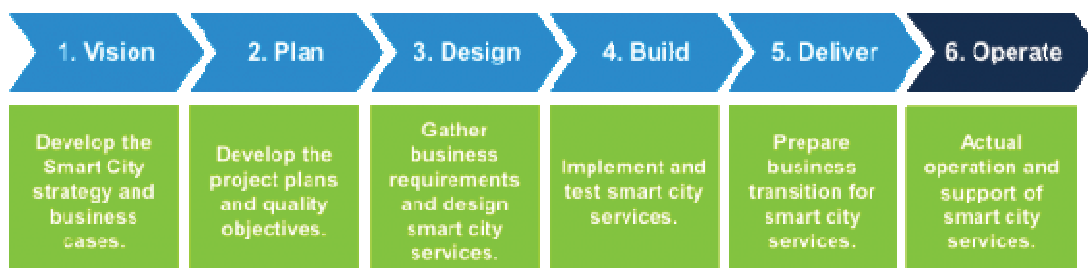 1. Vision
2. Plan
3. Design
4. Build
5. Deliver
6. Operate
Develop the
Smart City
strategy and
business
cases.
Develop the
project plans
and quality
objectives.
Gather
business
requirements
and design
smart city
services.
Implement and
test smart city
services.
Prepare
business
transition for
smart city
services.
Actual
operation and
support of
smart city
services.